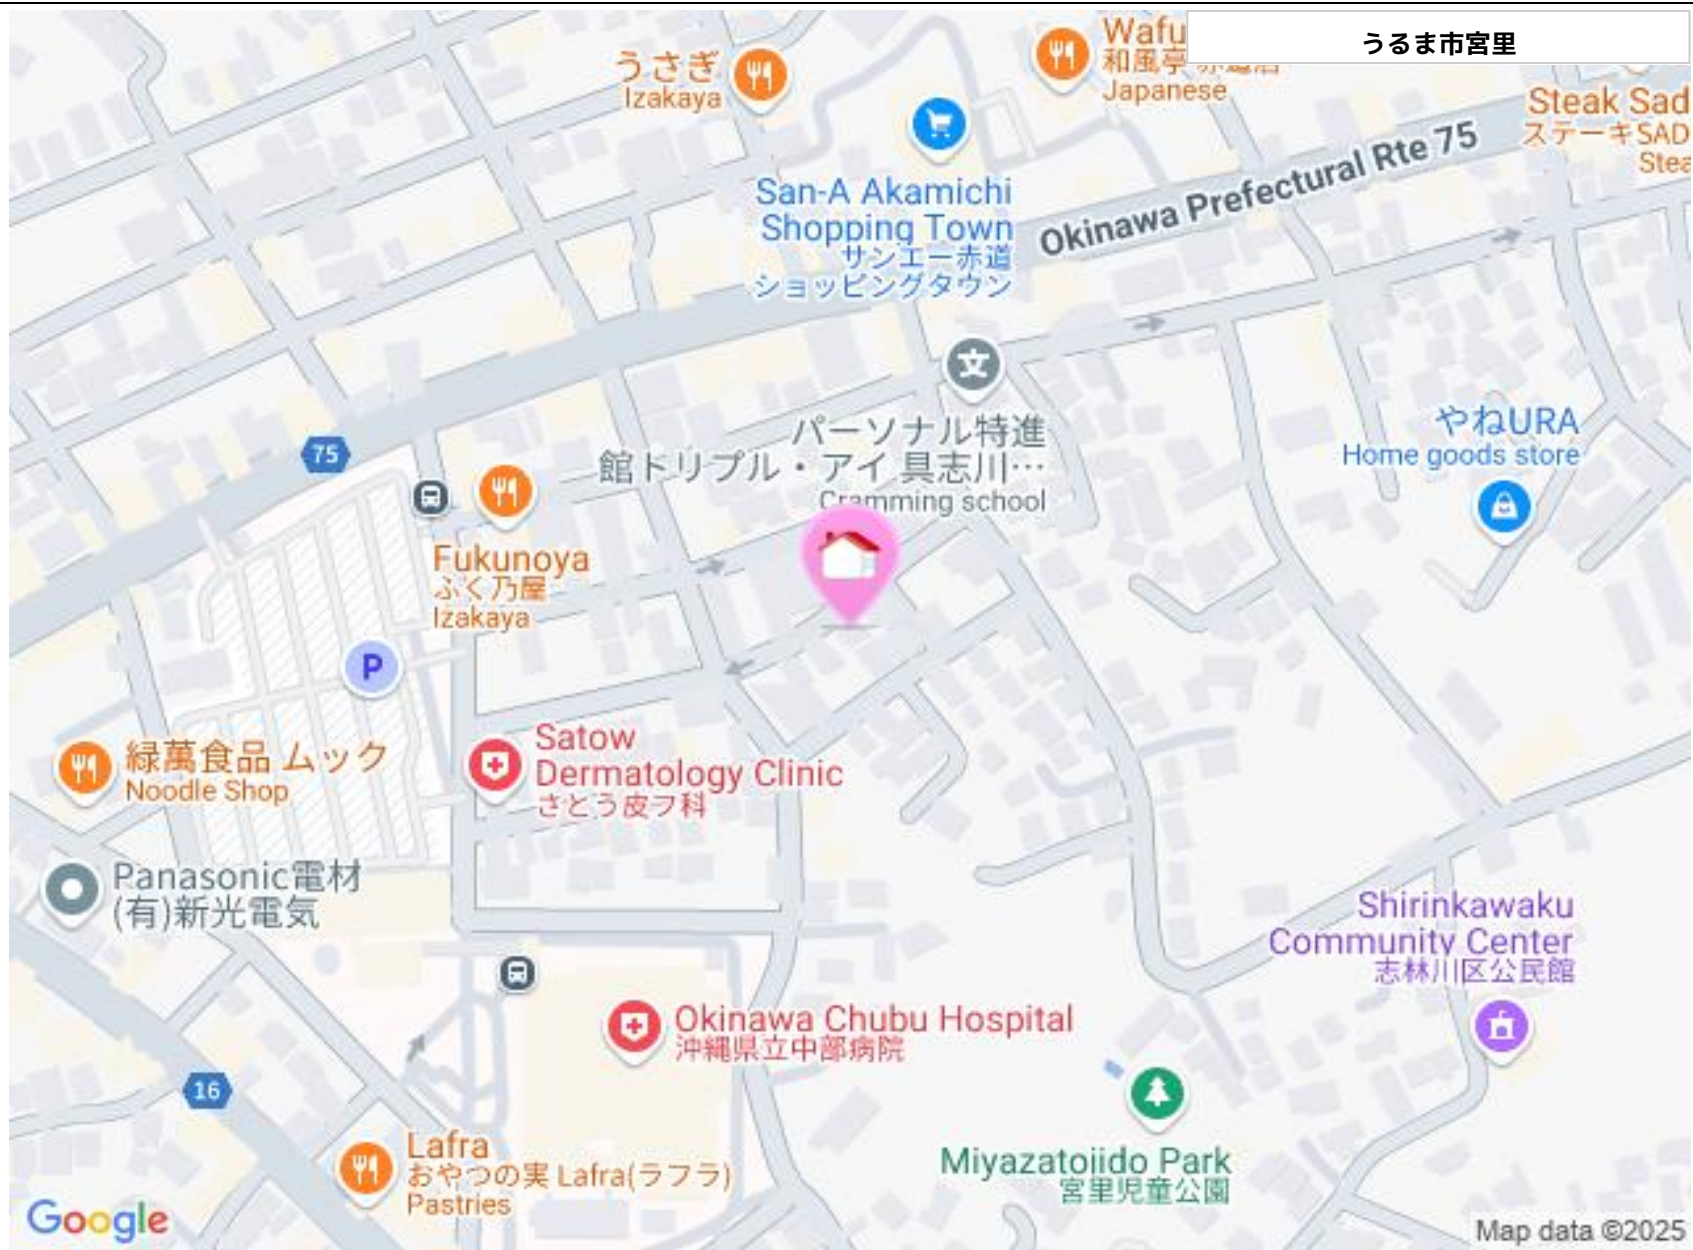 うるま市宮里
うさぎ
Izakaya
Wafu
和風亭
Japanese
Steak Sad
ステーキSAD
Stea
San-A Akamichi
Shopping Town
サンエー赤道
ショッピングタウン
Okinawa Prefectural Rte 75
パーソナル特進
館トリプル・アイ 具志川…
Cramming school
やねURA
Home goods store
75
Fukunoya
ふく乃屋
Izakaya
P
緑萬食品 ムック
Noodle Shop
Satow
Dermatology Clinic
さとう皮フ科
Panasonic電材
(有)新光電気
Shirinkawaku
Community Center
志林川区公民館
Okinawa Chubu Hospital
沖縄県立中部病院
16
Miyazatojido Park
宮里児童公園
Lafra
おやつの実 Lafra(ラフラ)
Pastries
Google
Map data ©2025